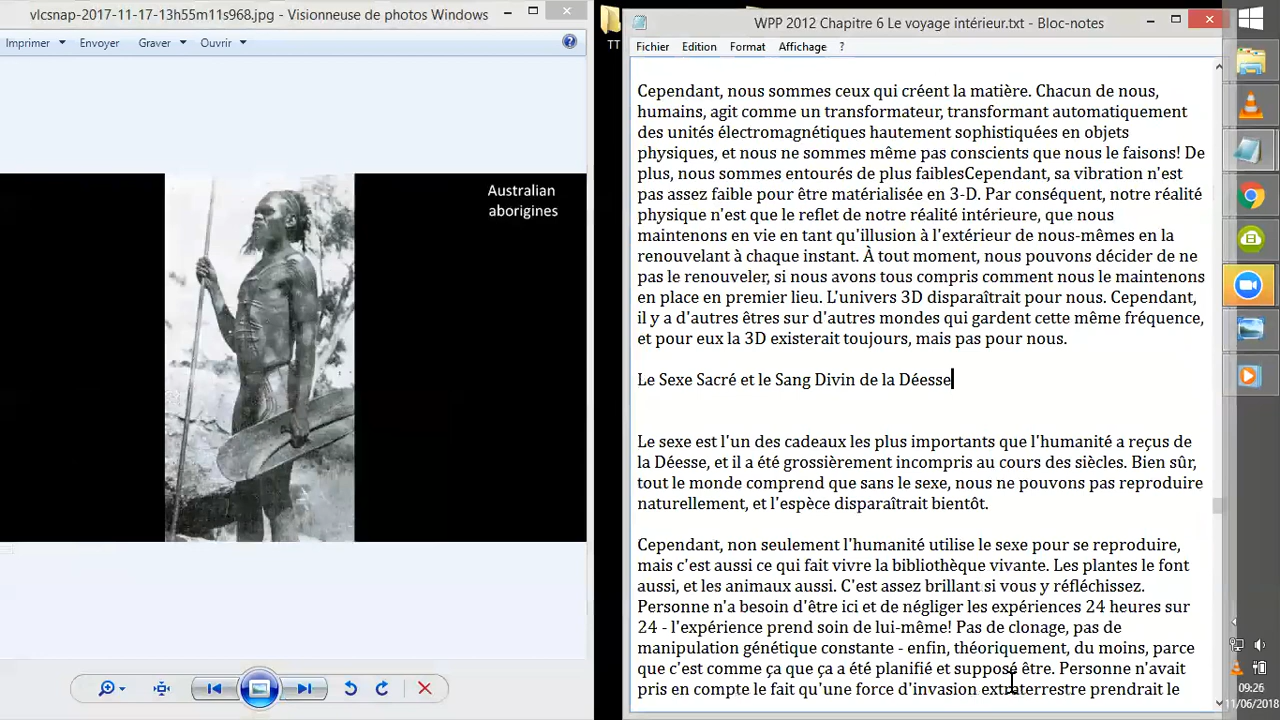 vlcsnap-2017-11-17-13h55m11s968.jpg - Visionneuse de photos Windows
Imprimer Envoyer Graver Ouvrir
Australian
aborigines
TT
WPP 2012 Chapitre 6 Le voyage intérieur.txt - Bloc-notes
Fichier Edition Format Affichage ?
Cependant, nous sommes ceux qui créent la matière. Chacun de nous,
humains, agit comme un transformateur, transformant automatiquement
des unités électromagnétiques hautement sophistiquées en objets
physiques, et nous ne sommes même pas conscients que nous le faisons! De
plus, nous sommes entourés de plus faiblesCependant, sa vibration n'est
pas assez faible pour être matérialisée en 3-D. Par conséquent, notre réalité
physique n'est que le reflet de notre réalité intérieure, que nous
maintenons en vie en tant qu'illusion à l'extérieur de nous-mêmes en la
renouvelant à chaque instant. À tout moment, nous pouvons décider de ne
pas le renouveler, si nous avons tous compris comment nous le maintenons
en place en premier lieu. L'univers 3D disparaîtrait pour nous. Cependant,
il y a d'autres êtres sur d'autres mondes qui gardent cette même fréquence,
et pour eux la 3D existerait toujours, mais pas pour nous.
Le Sexe Sacré et le Sang Divin de la Déesse
Le sexe est l'un des cadeaux les plus importants que l'humanité a reçus de
la Déesse, et il a été grossièrement incompris au cours des siècles. Bien sûr,
tout le monde comprend que sans le sexe, nous ne pouvons pas reproduire
naturellement, et l'espèce disparaîtrait bientôt.
Cependant, non seulement l'humanité utilise le sexe pour se reproduire,
mais c'est aussi ce qui fait vivre la bibliothèque vivante. Les plantes le font
aussi, et les animaux aussi. C'est assez brillant si vous y réfléchissez.
Personne n'a besoin d'être ici et de négliger les expériences 24 heures sur
24 - l'expérience prend soin de lui-même! Pas de clonage, pas de
manipulation génétique constante - enfin, théoriquement, du moins, parce
que c'est comme ça que ça a été planifié et supposé être. Personne n'avait
pris en compte le fait qu'une force d'invasion extraterrestre prendrait le
09:26
11/06/2018